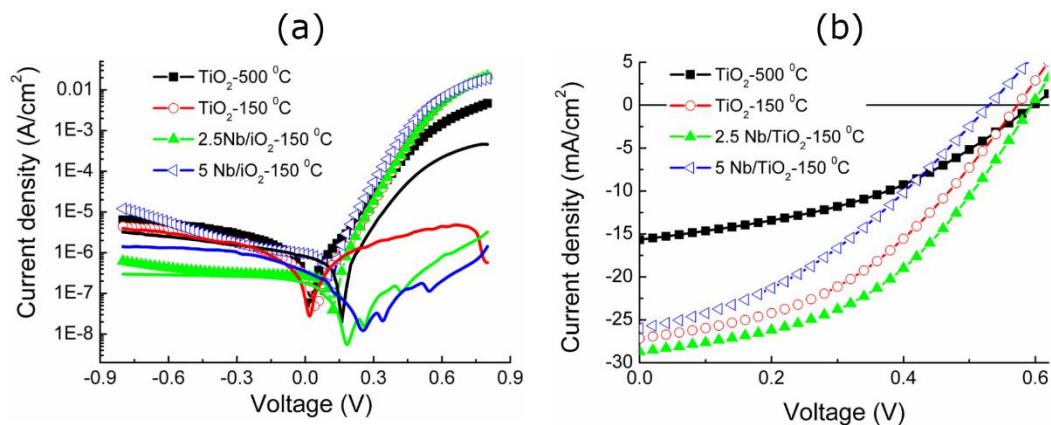 (a)
Current density (A/cm²)
0.01
1E-3
1E-4
1E-5
1E-6
1E-7
1E-8
TiO₂-500 ⁰C
TiO₂-150 ⁰C
2.5Nb/iO₂-150 ⁰C
5 Nb/iO₂-150 ⁰C
-0.9 -0.6 -0.3 0.0 0.3 0.6 0.9
Voltage (V)
(b)
Current density (mA/cm²)
5
0
-5
-10
-15
-20
-25
-30
TiO₂-500 ⁰C
TiO₂-150 ⁰C
2.5 Nb/TiO₂-150 ⁰C
5 Nb/TiO₂-150 ⁰C
0.0 0.2 0.4 0.6
Voltage (V)